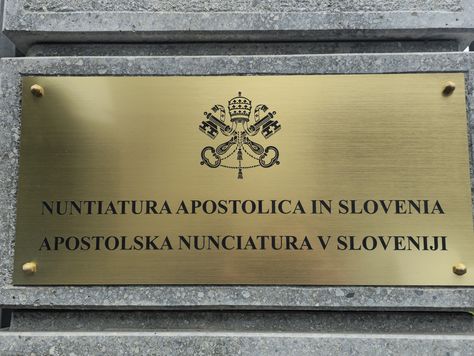 NUNTIATURA APOSTOLICA IN SLOVENIA
APOSTOLSKA NUNCIATURA V SLOVENIJI